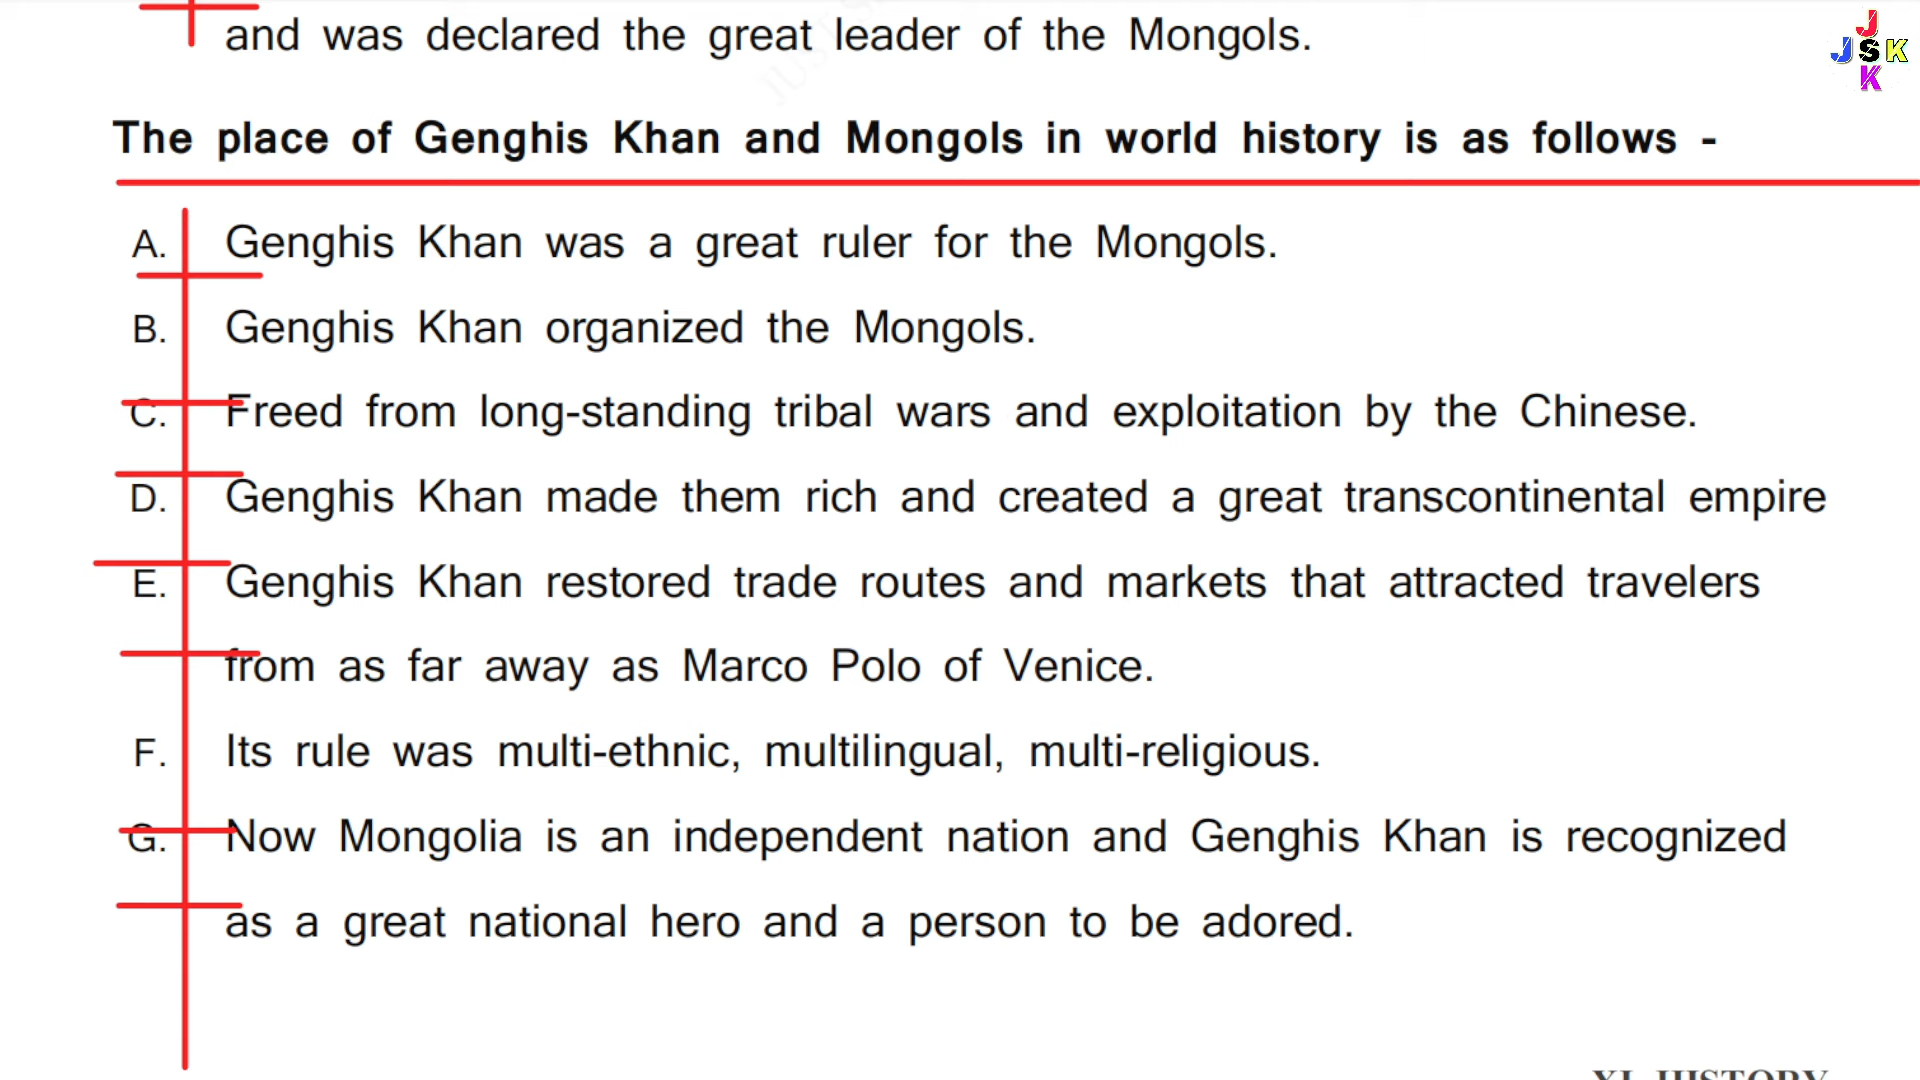 and was declared the great leader of the Mongols.
J
J S K
K
The place of Genghis Khan and Mongols in world history is as follows -
A. Genghis Khan was a great ruler for the Mongols.
B. Genghis Khan organized the Mongols.
C. Freed from long-standing tribal wars and exploitation by the Chinese.
D. Genghis Khan made them rich and created a great transcontinental empire
E. Genghis Khan restored trade routes and markets that attracted travelers
from as far away as Marco Polo of Venice.
F. Its rule was multi-ethnic, multilingual, multi-religious.
G. Now Mongolia is an independent nation and Genghis Khan is recognized
as a great national hero and a person to be adored.
XI HISTORY